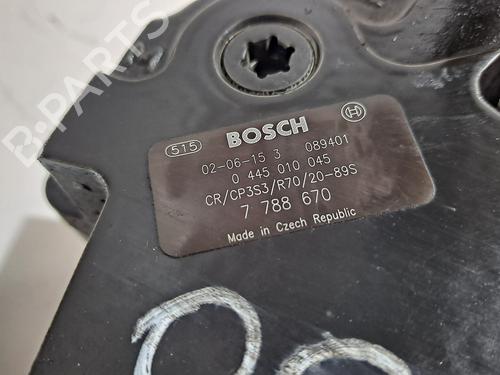 515 BOSCH
02-06-15 3 089401
0 445 010 045
CR/CP3S3/R70/20-89S
7 788 670
Made in Czech Republic
B-PARTS